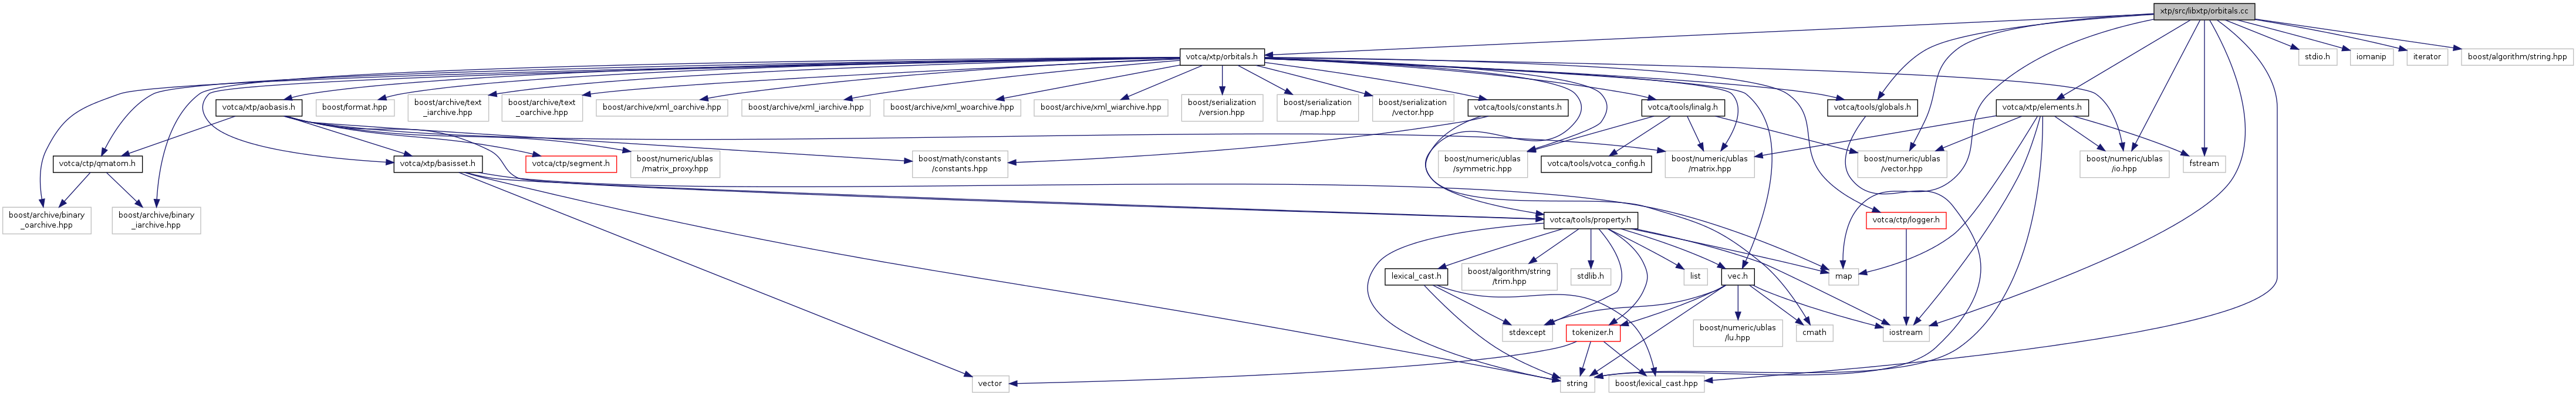 xtp/src/libxtp/orbitals.cc
votca/xtp/orbitals.h
stdio.h
iomanip
iterator
boost/algorithm/string.hpp
votca/xtp/aobasis.h
boost/format.hpp
boost/archive/text
_iarchive.hpp
boost/archive/text
_oarchive.hpp
boost/archive/xml_oarchive.hpp
boost/archive/xml_iarchive.hpp
boost/archive/xml_woarchive.hpp
boost/archive/xml_wiarchive.hpp
boost/serialization
/version.hpp
boost/serialization
/map.hpp
boost/serialization
/vector.hpp
votca/tools/constants.h
votca/tools/linalg.h
votca/tools/globals.h
votca/xtp/elements.h
votca/ctp/qmatom.h
votca/xtp/basisset.h
votca/ctp/segment.h
boost/numeric/ublas
/matrix_proxy.hpp
boost/math/constants
/constants.hpp
boost/numeric/ublas
/symmetric.hpp
votca/tools/votca_config.h
boost/numeric/ublas
/matrix.hpp
boost/numeric/ublas
/vector.hpp
boost/numeric/ublas
/io.hpp
fstream
boost/archive/binary
_oarchive.hpp
boost/archive/binary
_iarchive.hpp
votca/tools/property.h
votca/ctp/logger.h
lexical_cast.h
boost/algorithm/string
/trim.hpp
stdlib.h
list
vec.h
map
stdexcept
tokenizer.h
boost/numeric/ublas
/lu.hpp
cmath
iostream
vector
string
boost/lexical_cast.hpp